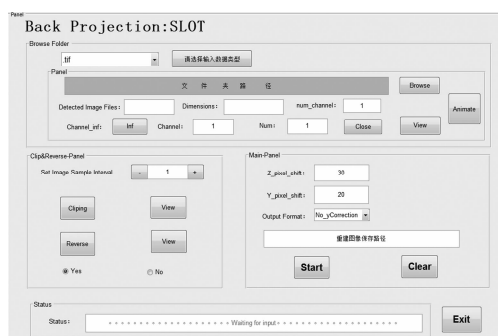 Panel
Back Projection:SLOT
Browse Folder
.tif
请选择输入数据类型
Panel
文 件 夹 路 径
Browse
Detected Image Files:
Dimensions:
num_channel: 1
Animate
Channel_inf: Inf Channel: 1 Num: 1 Close View
Clip&Reverse-Panel
Set Image Sample Interval - 1 +
Cliping View
Reverse View
Yes No
Main-Panel
Z_pixel_shift: 30
Y_pixel_shift: 20
Output Format: No_yCorrection
重建图像保存路径
Start Clear
Status
Status: Waiting for input
Exit